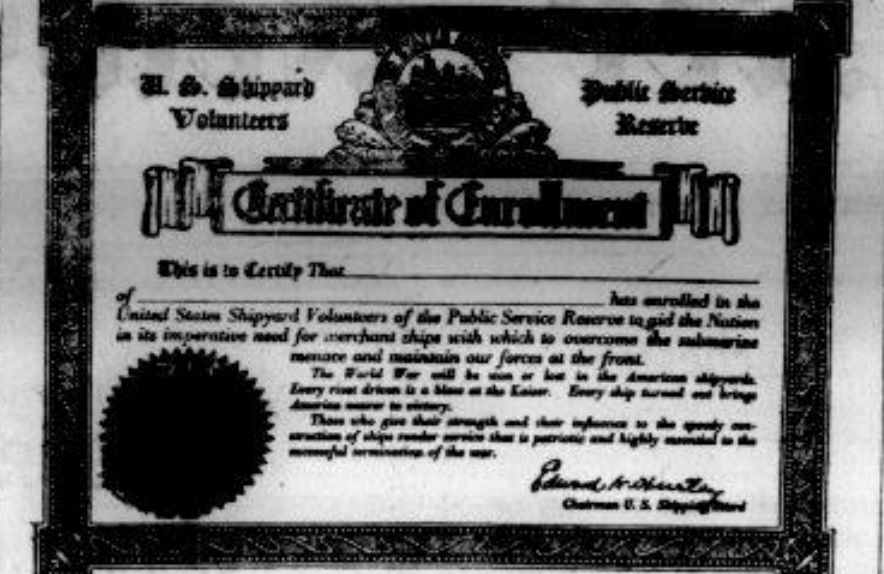 U. S. Shippard
Volunteers
Public Service
Reserve
Certificate of Enrollment
This is to Certify That
of has enrolled in the
United States Shipyard Volunteers of the Public Service Reserve to aid the Nation
in its imperative need for merchant ships with which to overcome the submarine
menace and maintain our forces at the front.
The World War will be won or lost in the American shipyards.
Every rivet driven is a blow at the Kaiser. Every ship turned out brings
America nearer to victory.
Those who give their strength and their influence to the speedy con-
struction of ships render service that is patriotic and highly essential to the
successful termination of the war.
Edward N. Hurley
Chairman U. S. Shipping Board